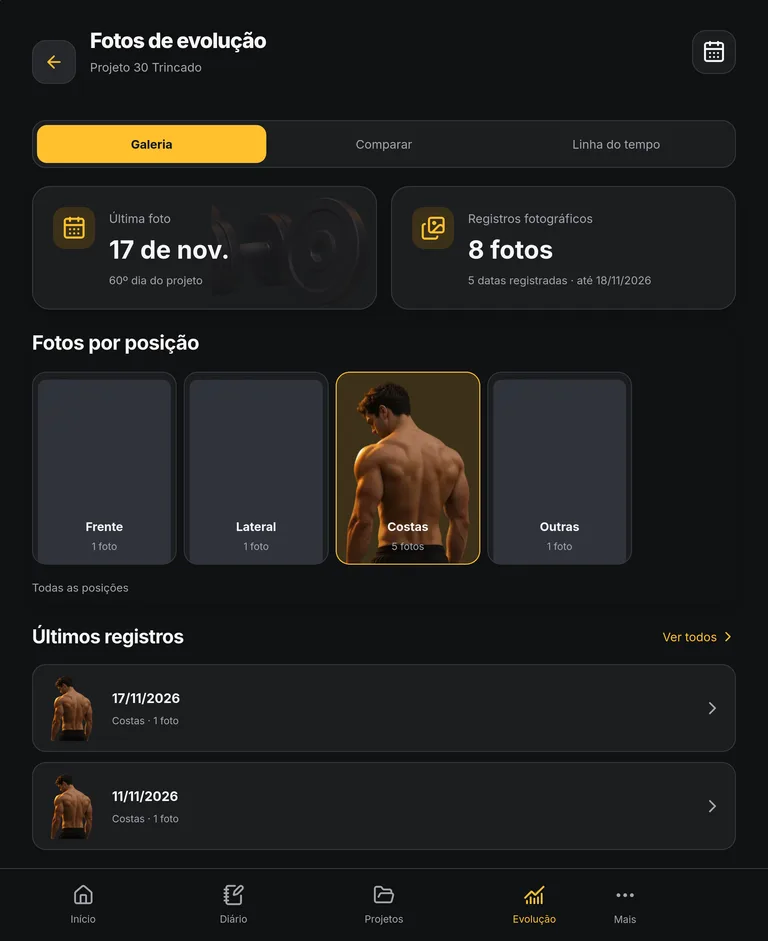 Fotos de evolução
Projeto 30 Trincado
Galeria
Comparar
Linha do tempo
Última foto
17 de nov.
60º dia do projeto
Registros fotográficos
8 fotos
5 datas registradas · até 18/11/2026
Fotos por posição
Frente
1 foto
Lateral
1 foto
Costas
5 fotos
Outras
1 foto
Todas as posições
Últimos registros
Ver todos
17/11/2026
Costas · 1 foto
11/11/2026
Costas · 1 foto
Início
Diário
Projetos
Evolução
Mais